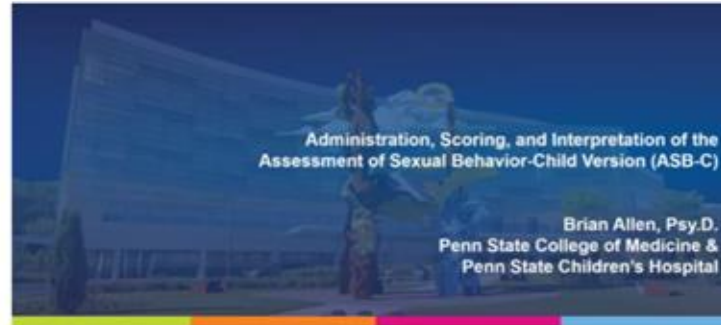 Administration, Scoring, and Interpretation of the
Assessment of Sexual Behavior-Child Version (ASB-C)
Brian Allen, Psy.D.
Penn State College of Medicine &
Penn State Children's Hospital